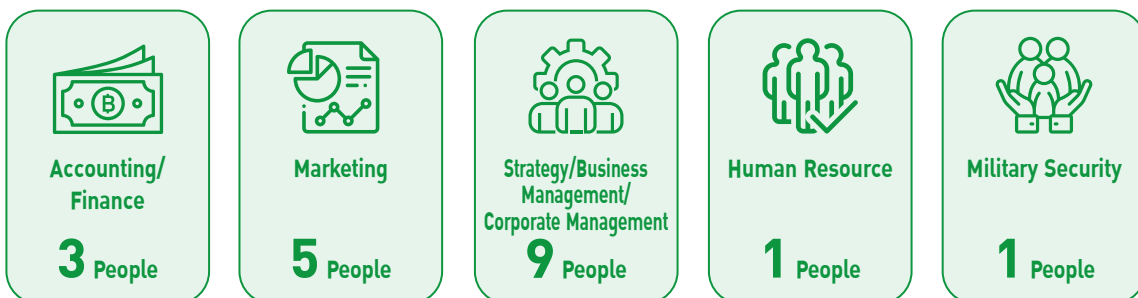 ฿
Accounting/
Finance
3 People
Marketing
5 People
Strategy/Business
Management/
Corporate Management
9 People
Human Resource
1 People
Military Security
1 People